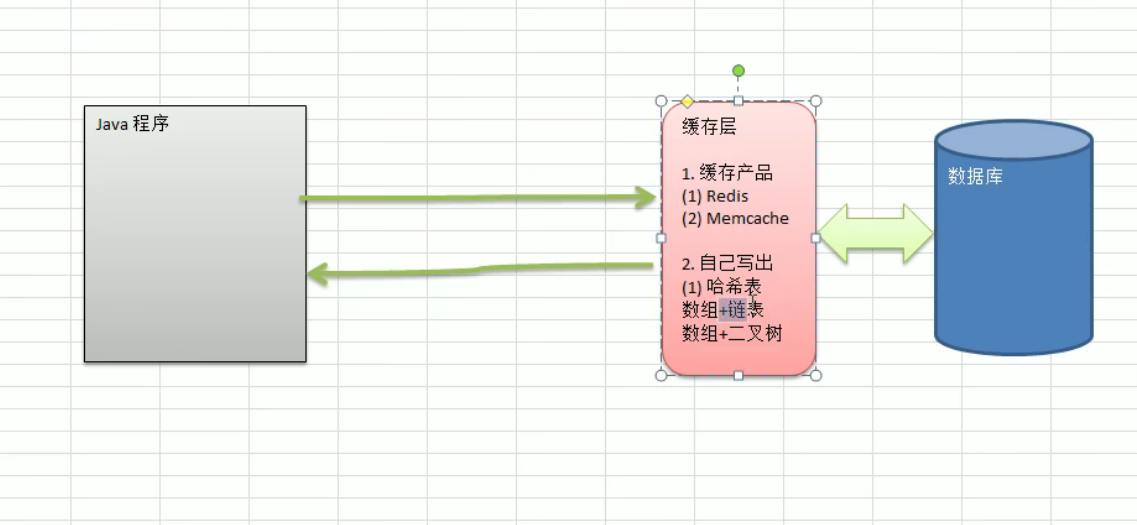 Java 程序
缓存层
1. 缓存产品
(1) Redis
(2) Memcache
2. 自己写出
(1) 哈希表
数组+链表
数组+二叉树
数据库